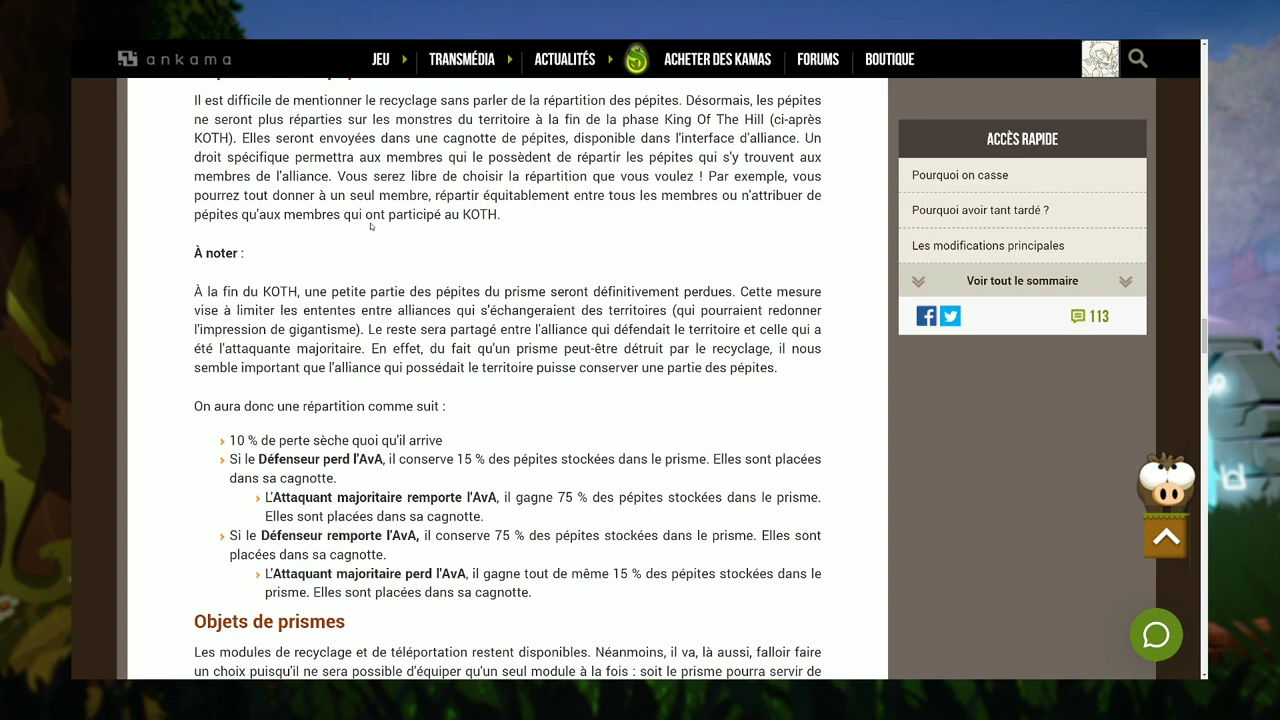 ankama
JEU
TRANSMÉDIA
ACTUALITÉS
ACHETER DES KAMAS
FORUMS
BOUTIQUE
Il est difficile de mentionner le recyclage sans parler de la répartition des pépites. Désormais, les pépites
ne seront plus réparties sur les monstres du territoire à la fin de la phase King Of The Hill (ci-après
KOTH). Elles seront envoyées dans une cagnotte de pépites, disponible dans l'interface d'alliance. Un
droit spécifique permettra aux membres qui le possèdent de répartir les pépites qui s'y trouvent aux
membres de l'alliance. Vous serez libre de choisir la répartition que vous voulez ! Par exemple, vous
pourrez tout donner à un seul membre, répartir équitablement entre tous les membres ou n'attribuer de
pépites qu'aux membres qui ont participé au KOTH.
À noter :
À la fin du KOTH, une petite partie des pépites du prisme seront définitivement perdues. Cette mesure
vise à limiter les ententes entre alliances qui s'échangeraient des territoires (qui pourraient redonner
l'impression de gigantisme). Le reste sera partagé entre l'alliance qui défendait le territoire et celle qui a
été l'attaquante majoritaire. En effet, du fait qu'un prisme peut-être détruit par le recyclage, il nous
semble important que l'alliance qui possédait le territoire puisse conserver une partie des pépites.
On aura donc une répartition comme suit :
10 % de perte sèche quoi qu'il arrive
Si le Défenseur perd l'AvA, il conserve 15 % des pépites stockées dans le prisme. Elles sont placées
dans sa cagnotte.
L'Attaquant majoritaire remporte l'AvA, il gagne 75 % des pépites stockées dans le prisme.
Elles sont placées dans sa cagnotte.
Si le Défenseur remporte l'AvA, il conserve 75 % des pépites stockées dans le prisme. Elles sont
placées dans sa cagnotte.
L'Attaquant majoritaire perd l'AvA, il gagne tout de même 15 % des pépites stockées dans le
prisme. Elles sont placées dans sa cagnotte.
Objets de prismes
Les modules de recyclage et de téléportation restent disponibles. Néanmoins, il va, là aussi, falloir faire
un choix puisqu'il ne sera possible d'équiper qu'un seul module à la fois : soit le prisme pourra servir de
ACCÈS RAPIDE
Pourquoi on casse
Pourquoi avoir tant tardé ?
Les modifications principales
Voir tout le sommaire
113